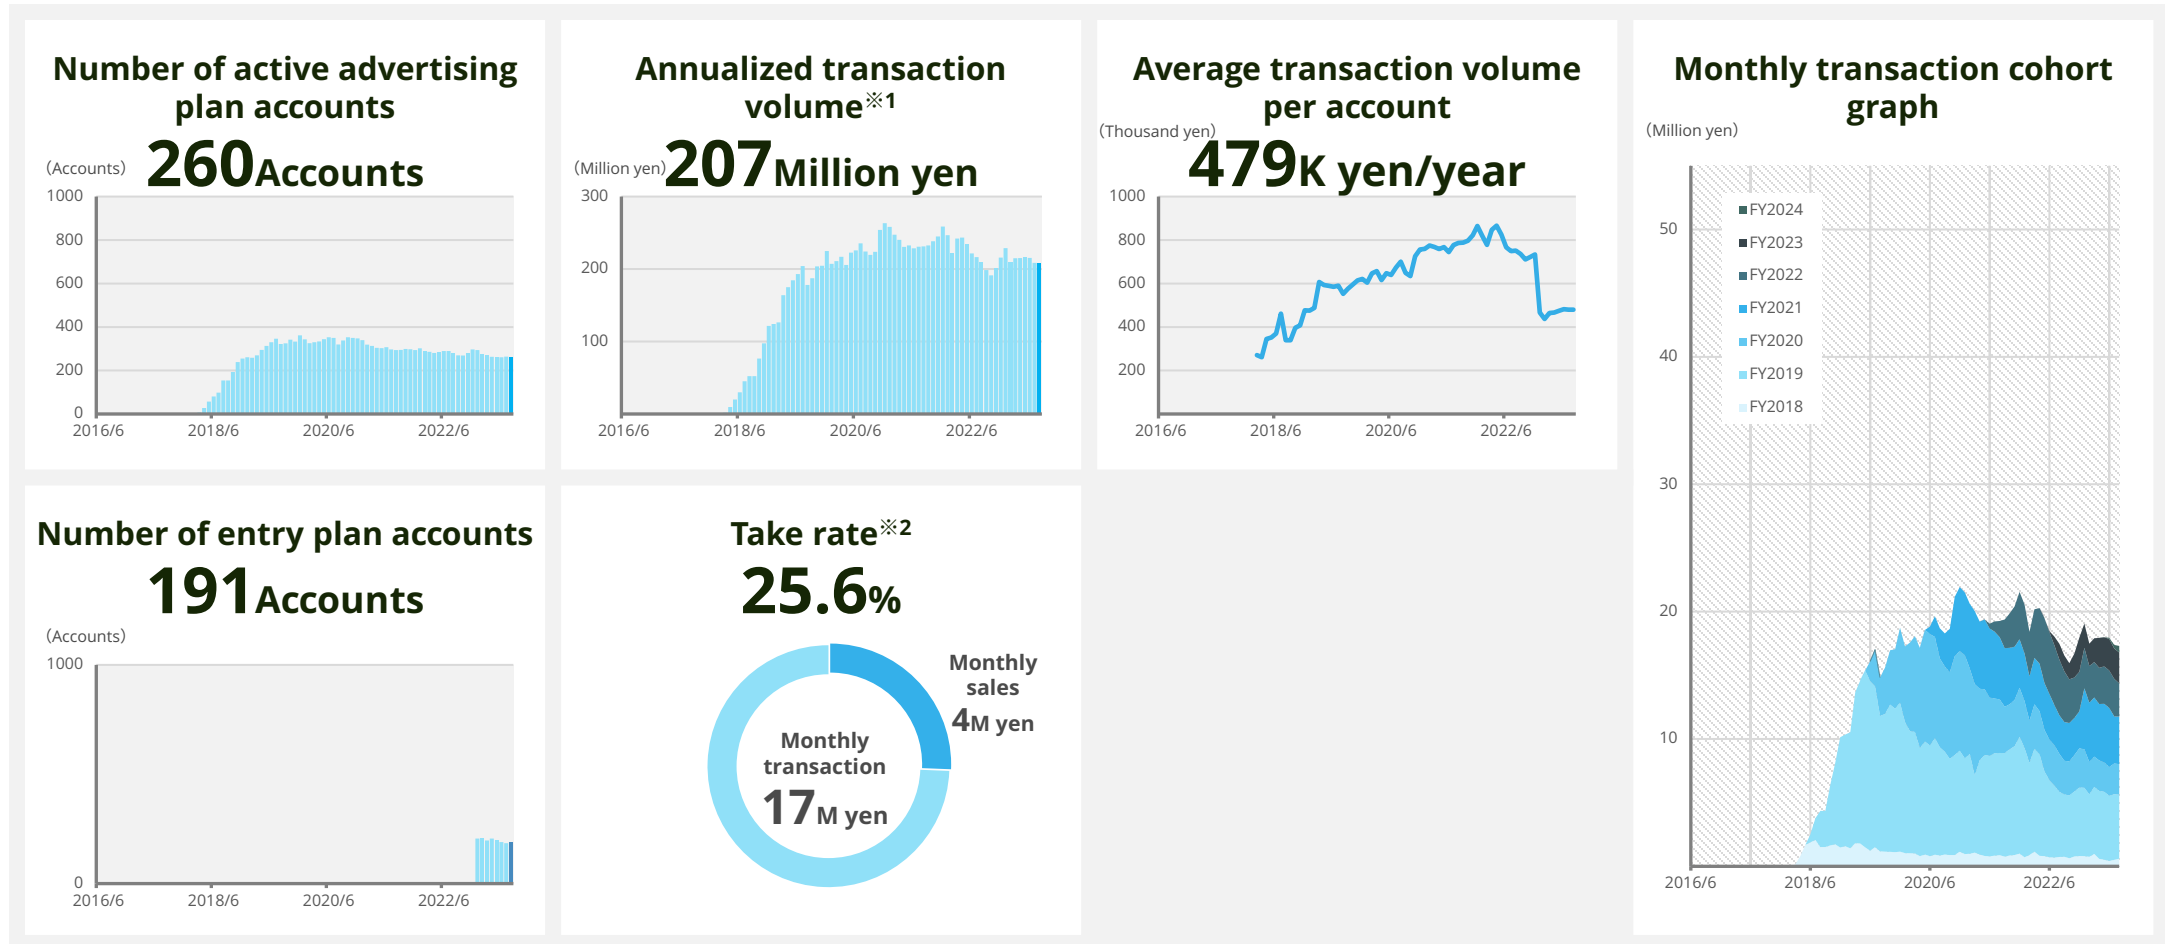 Number of active advertising
plan accounts
260Accounts
(Accounts)
1000
800
600
400
200
0
2016/6
2018/6
2020/6
2022/6
Annualized transaction
volume※1
(Million yen)
207Million yen
300
200
100
2016/6
2018/6
2020/6
2022/6
Average transaction volume
per account
(Thousand yen)
479K yen/year
1000
800
600
400
200
2016/6
2018/6
2020/6
2022/6
Monthly transaction cohort
graph
(Million yen)
50
40
30
20
10
FY2024
FY2023
FY2022
FY2021
FY2020
FY2019
FY2018
2016/6
2018/6
2020/6
2022/6
Number of entry plan accounts
191Accounts
(Accounts)
1000
0
2016/6
2018/6
2020/6
2022/6
Take rate※2
25.6%
Monthly
sales
4M yen
Monthly
transaction
17M yen